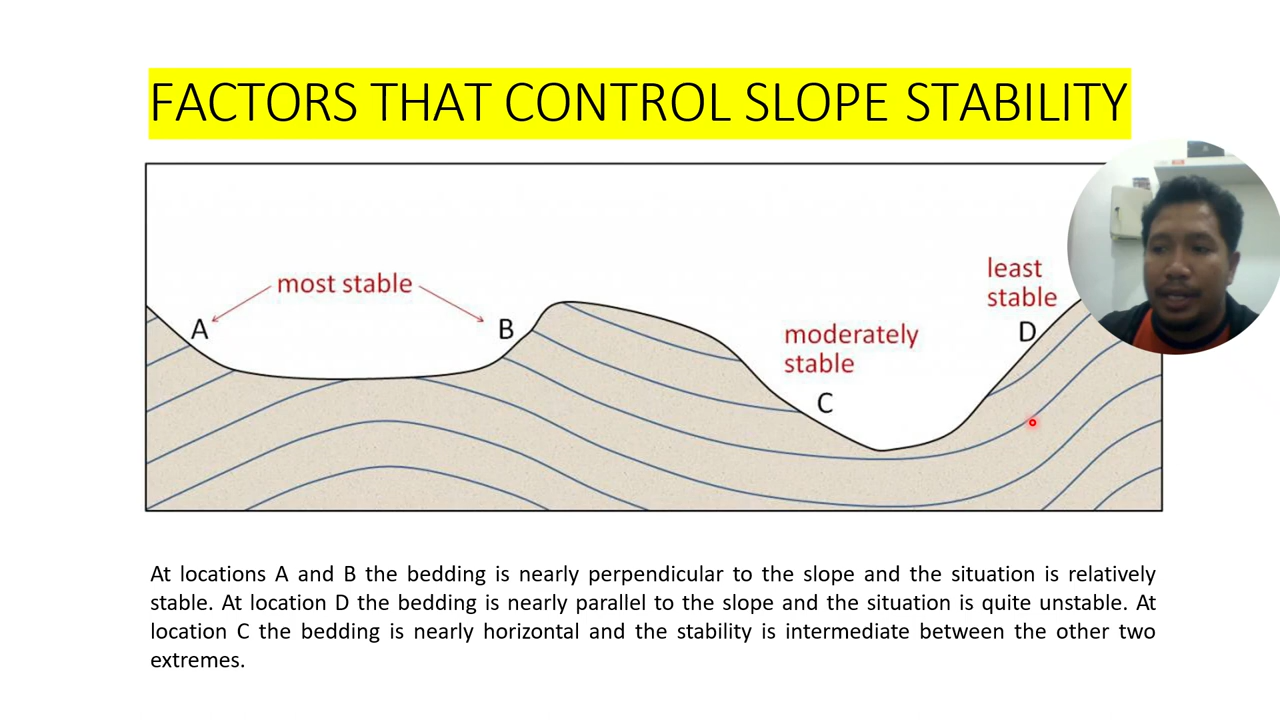 FACTORS THAT CONTROL SLOPE STABILITY
most stable
A
B
moderately
stable
C
least
stable
D
At locations A and B the bedding is nearly perpendicular to the slope and the situation is relatively
stable. At location D the bedding is nearly parallel to the slope and the situation is quite unstable. At
location C the bedding is nearly horizontal and the stability is intermediate between the other two
extremes.